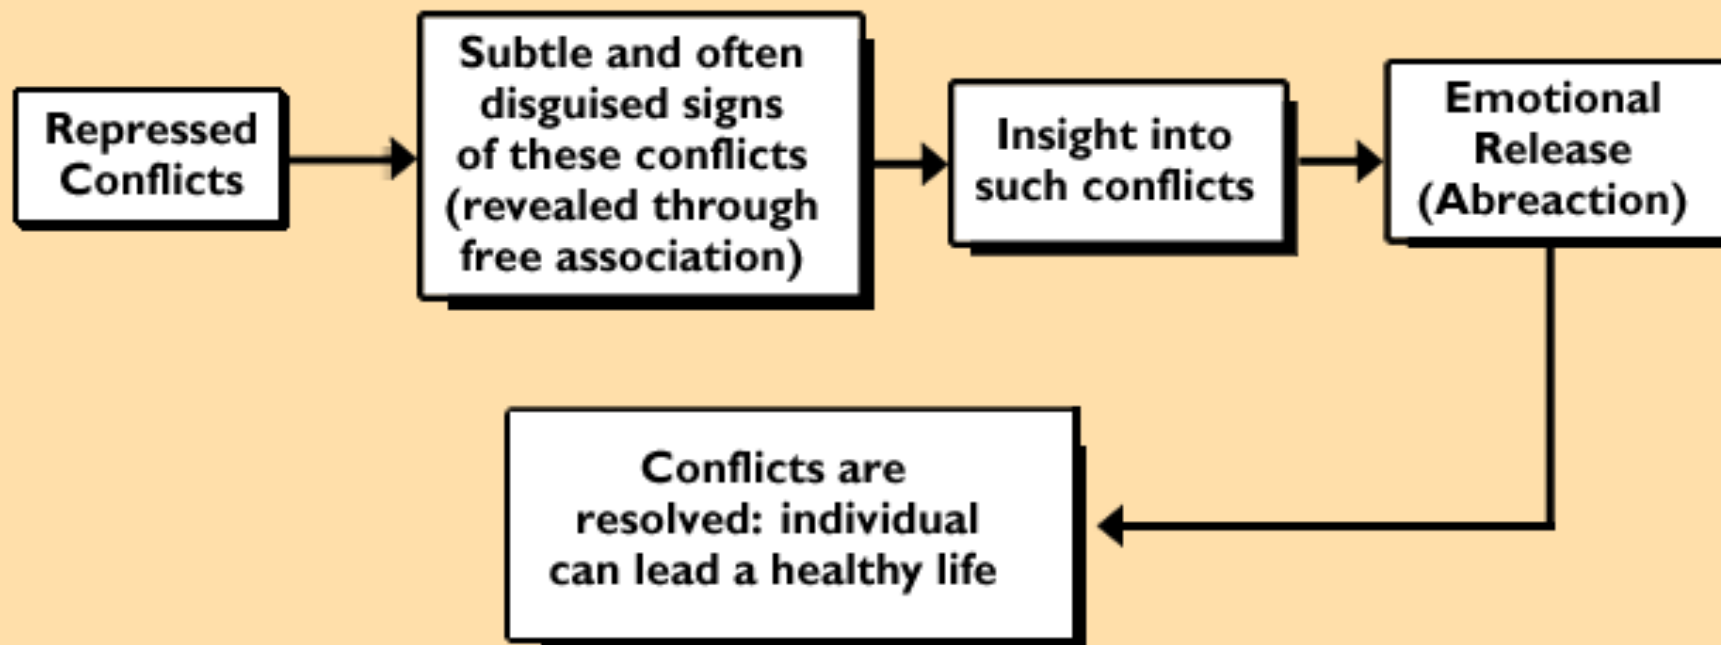 Repressed
Conflicts
Subtle and often
disguised signs
of these conflicts
(revealed through
free association)
Insight into
such conflicts
Emotional
Release
(Abreaction)
Conflicts are
resolved: individual
can lead a healthy life